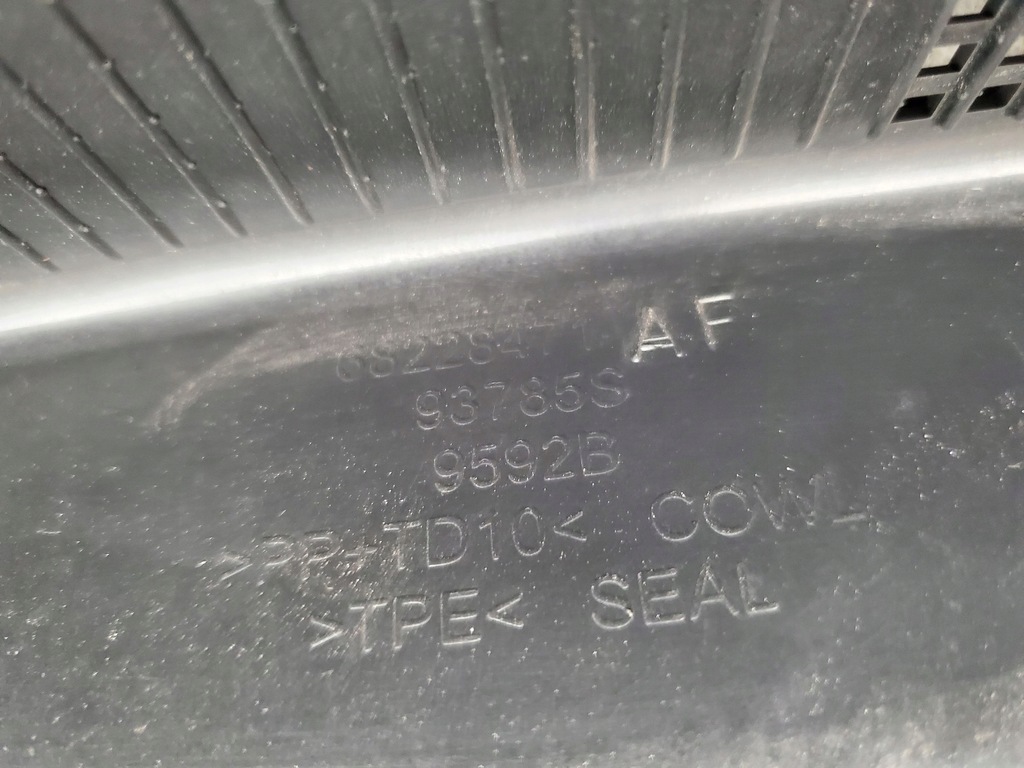 AF
93785S
9592B
>PP+TD10< COWL
>TPE< SEAL